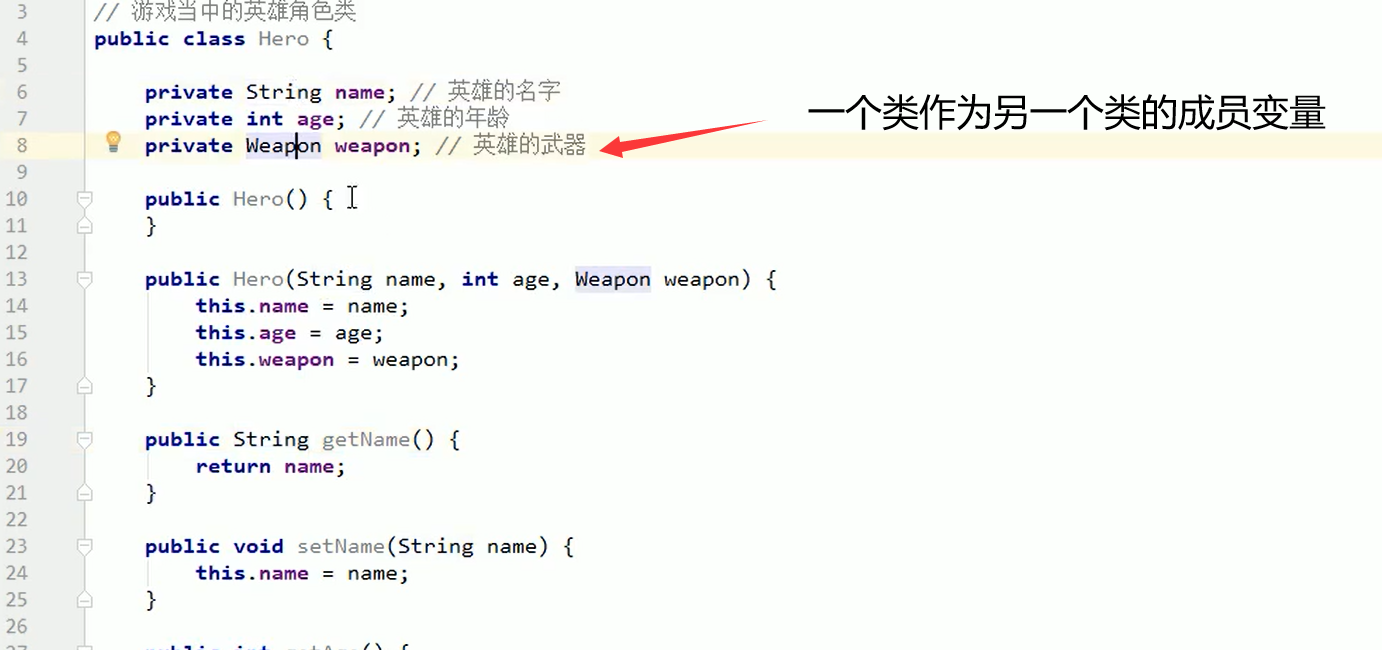 3 // 游戏当中的英雄角色类
4 public class Hero {
5
6 private String name; // 英雄的名字
7 private int age; // 英雄的年龄
8 private Weapon weapon; // 英雄的武器
一个类作为另一个类的成员变量
9
10 public Hero() {
11 }
12
13 public Hero(String name, int age, Weapon weapon) {
14 this.name = name;
15 this.age = age;
16 this.weapon = weapon;
17 }
18
19 public String getName() {
20 return name;
21 }
22
23 public void setName(String name) {
24 this.name = name;
25 }
26
27 public int getAge() {